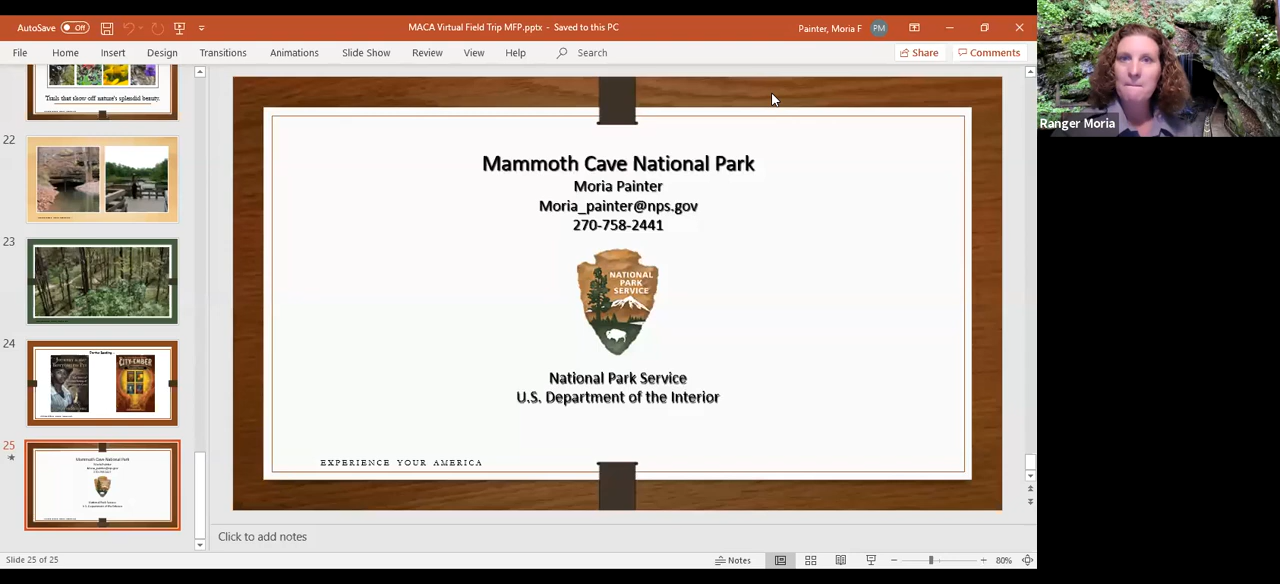 AutoSave Off
MACA Virtual Field Trip MFP.pptx - Saved to this PC
Painter, Moria F PM
File Home Insert Design Transitions Animations Slide Show Review View Help Search
Share Comments
Ranger Moria
Trails that show off nature's splendid beauty.
22
23
24
CITY OF EMBER
25
Mammoth Cave National Park
Moria Painter
Moria_painter@nps.gov
270-758-2441
NATIONAL
PARK
SERVICE
National Park Service
U.S. Department of the Interior
EXPERIENCE YOUR AMERICA
Click to add notes
Slide 25 of 25
Notes
80%